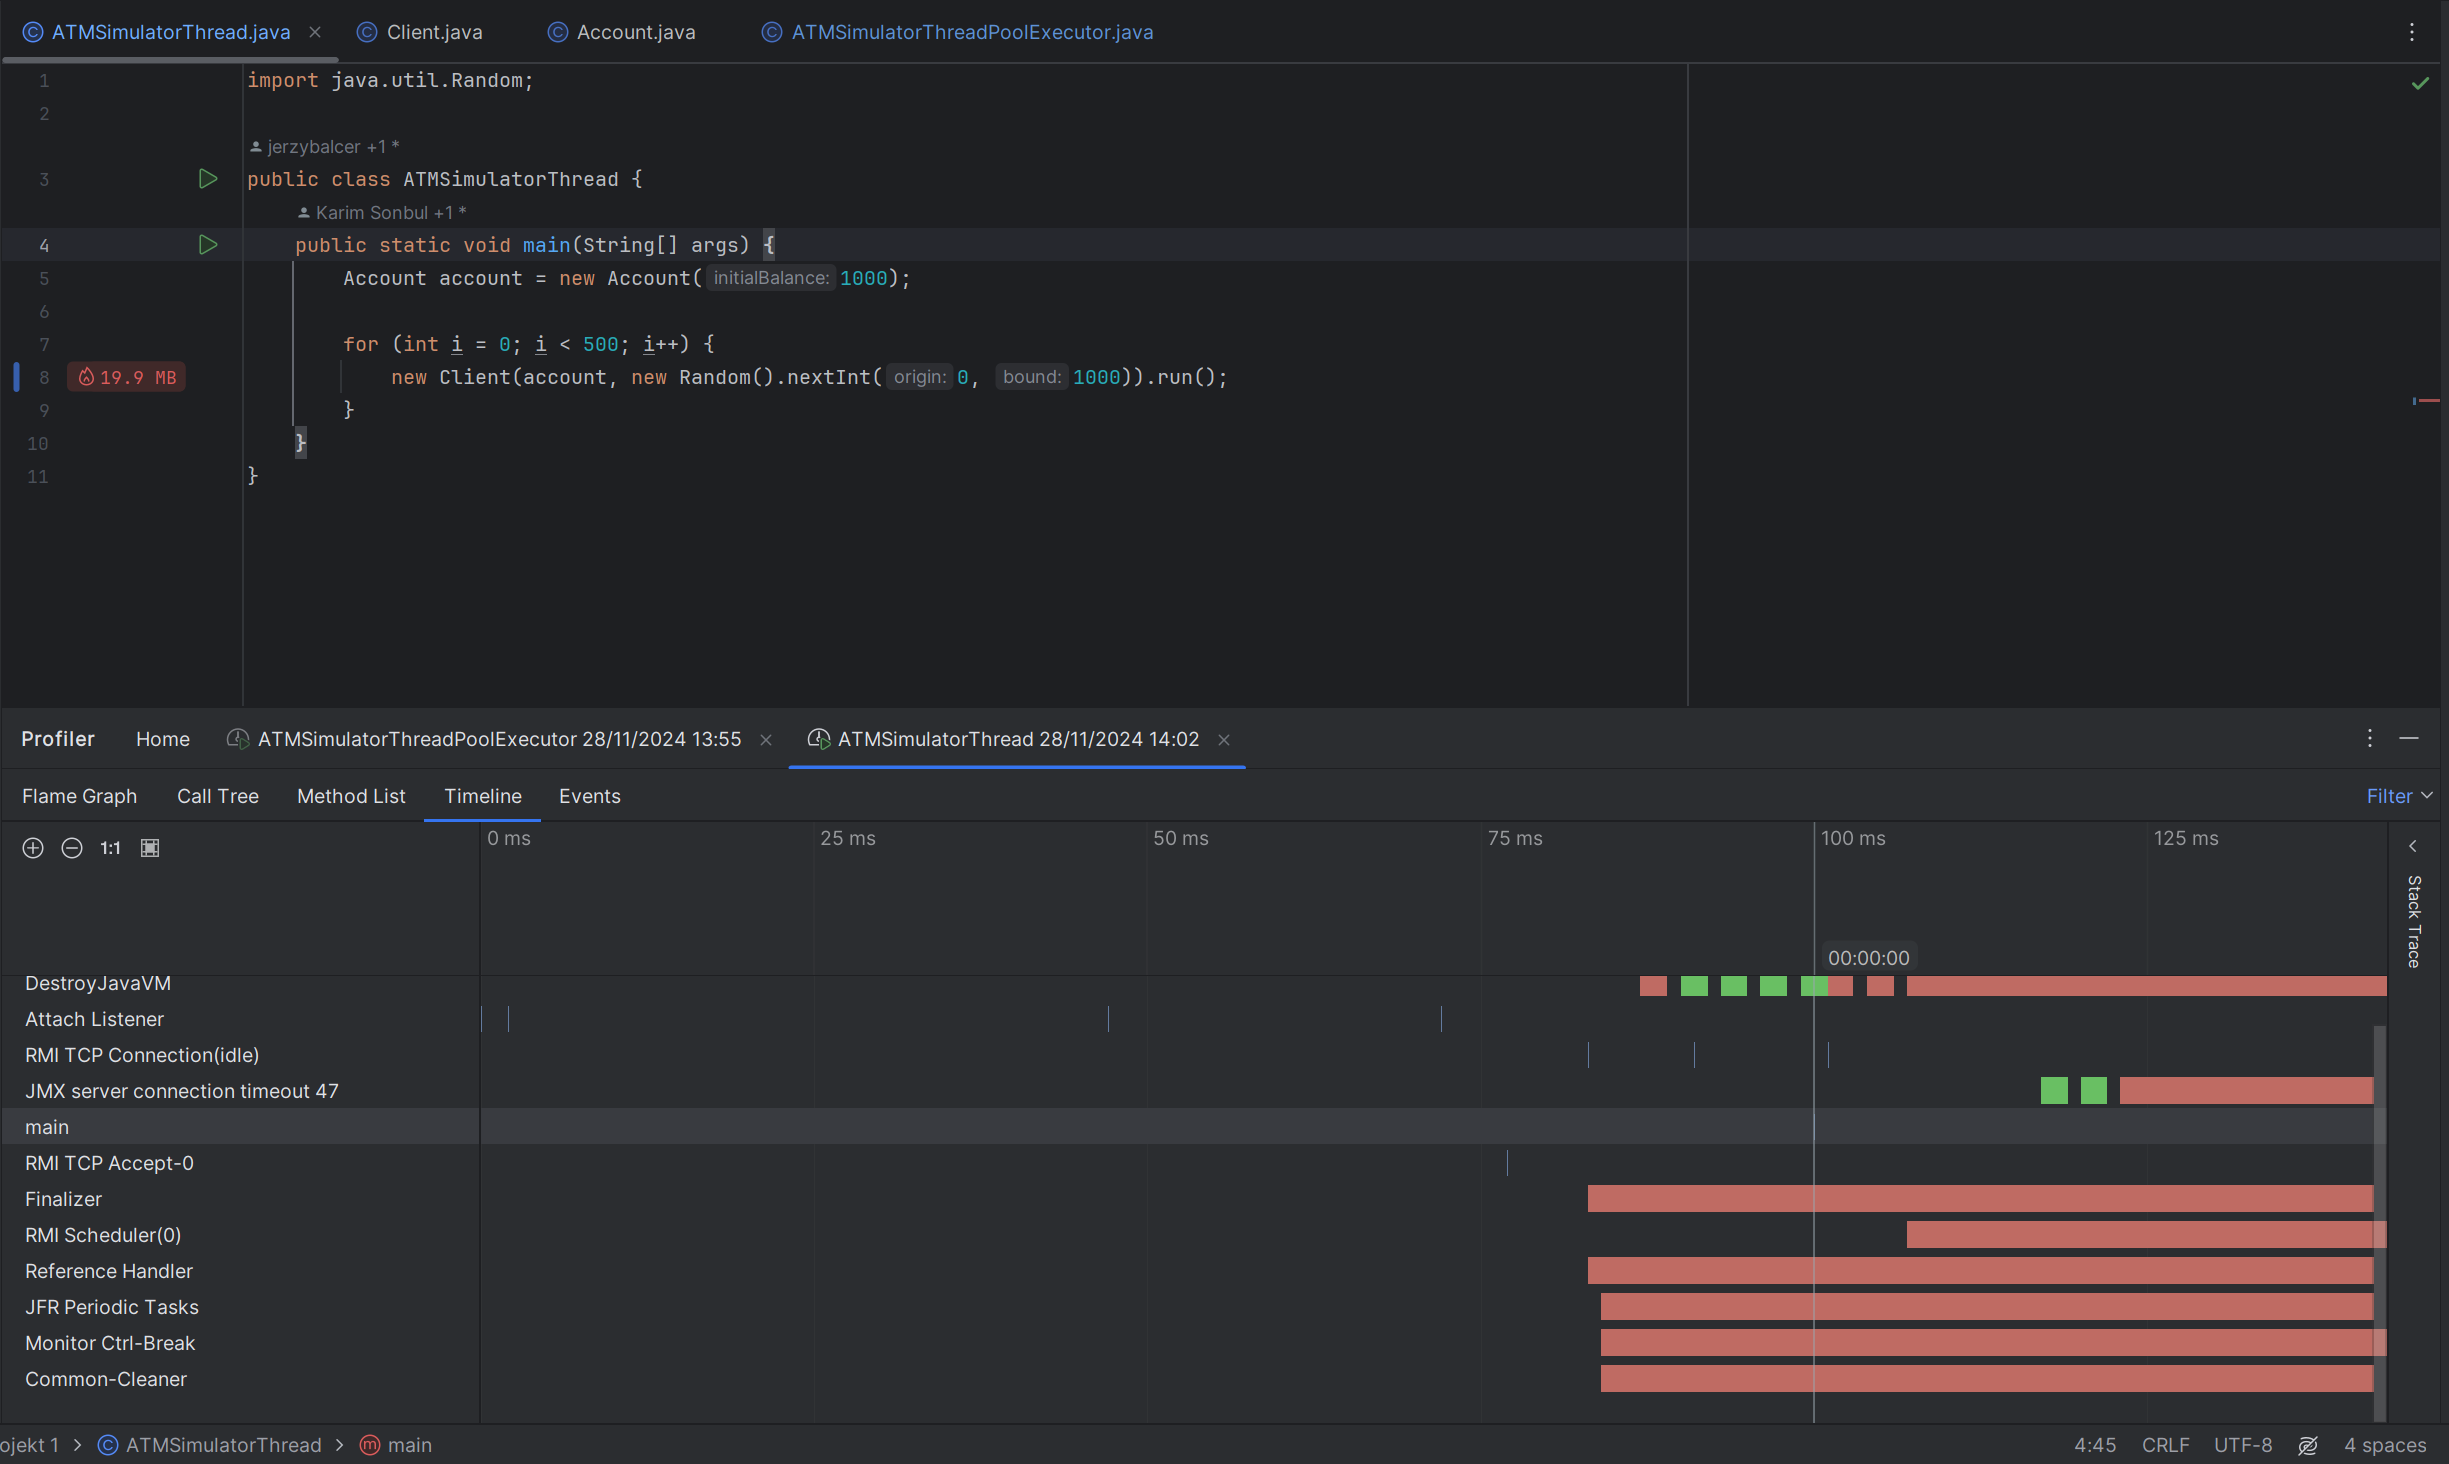 ATMSimulatorThread.java Client.java Account.java ATMSimulatorThreadPoolExecutor.java
1 import java.util.Random;
2
jerzybalcer +1 *
3 public class ATMSimulatorThread {
Karim Sonbul +1 *
4 public static void main(String[] args) {
5 Account account = new Account( initialBalance: 1000);
6
7 for (int i = 0; i < 500; i++) {
8 19.9 MB new Client(account, new Random().nextInt( origin: 0, bound: 1000)).run();
9 }
10 }
11 }
Profiler Home ATMSimulatorThreadPoolExecutor 28/11/2024 13:55 ATMSimulatorThread 28/11/2024 14:02
Flame Graph Call Tree Method List Timeline Events Filter
1:1 0 ms 25 ms 50 ms 75 ms 100 ms 125 ms
Stack Trace
00:00:00
DestroyJavaVM
Attach Listener
RMI TCP Connection(idle)
JMX server connection timeout 47
main
RMI TCP Accept-0
Finalizer
RMI Scheduler(0)
Reference Handler
JFR Periodic Tasks
Monitor Ctrl-Break
Common-Cleaner
ojekt 1 > ATMSimulatorThread > main 4:45 CRLF UTF-8 4 spaces